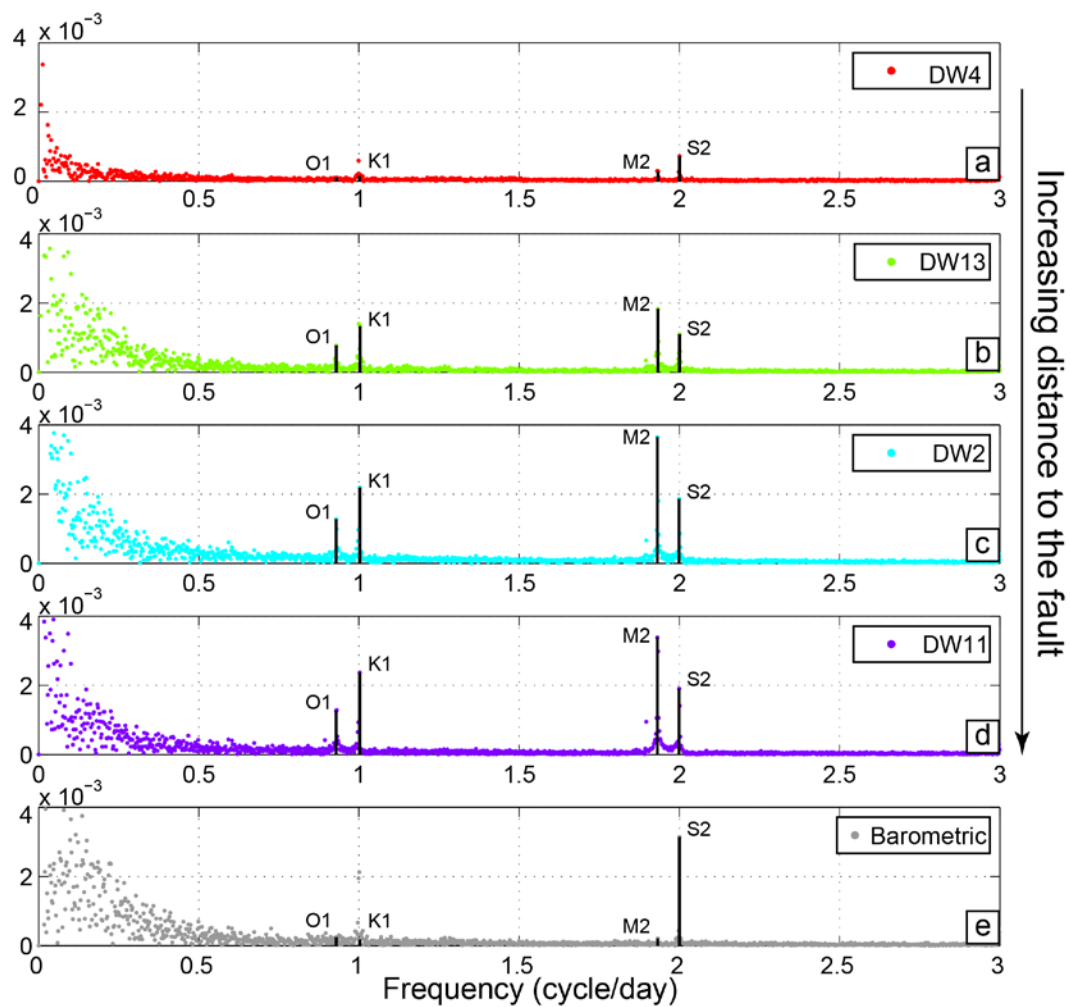 4 x 10⁻³
DW4
2
O1 K1 M2 S2
a
0
0 0.5 1 1.5 2 2.5 3
x 10⁻³
4
DW13
2
O1 K1 M2 S2
b
0
0 0.5 1 1.5 2 2.5 3
x 10⁻³
4
DW2
2
O1 K1 M2 S2
c
0
0 0.5 1 1.5 2 2.5 3
x 10⁻³
4
DW11
2
O1 K1 M2 S2
d
0
0 0.5 1 1.5 2 2.5 3
x 10⁻³
4
Barometric
2
O1 K1 M2 S2
e
0
0 0.5 1 1.5 2 2.5 3
Frequency (cycle/day)
Increasing distance to the fault